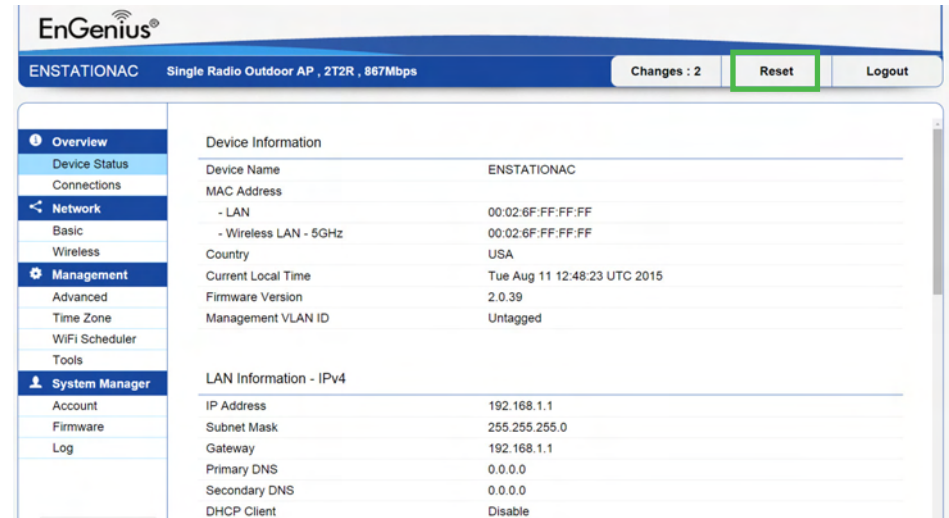 EnGenius®
ENSTATIONAC Single Radio Outdoor AP , 2T2R , 867Mbps Changes : 2 Reset Logout
Overview
Device Status
Connections
Network
Basic
Wireless
Management
Advanced
Time Zone
WiFi Scheduler
Tools
System Manager
Account
Firmware
Log
Device Information
Device Name ENSTATIONAC
MAC Address
- LAN 00:02:6F:FF:FF:FF
- Wireless LAN - 5GHz 00:02:6F:FF:FF:FF
Country USA
Current Local Time Tue Aug 11 12:48:23 UTC 2015
Firmware Version 2.0.39
Management VLAN ID Untagged
LAN Information - IPv4
IP Address 192.168.1.1
Subnet Mask 255.255.255.0
Gateway 192.168.1.1
Primary DNS 0.0.0.0
Secondary DNS 0.0.0.0
DHCP Client Disable